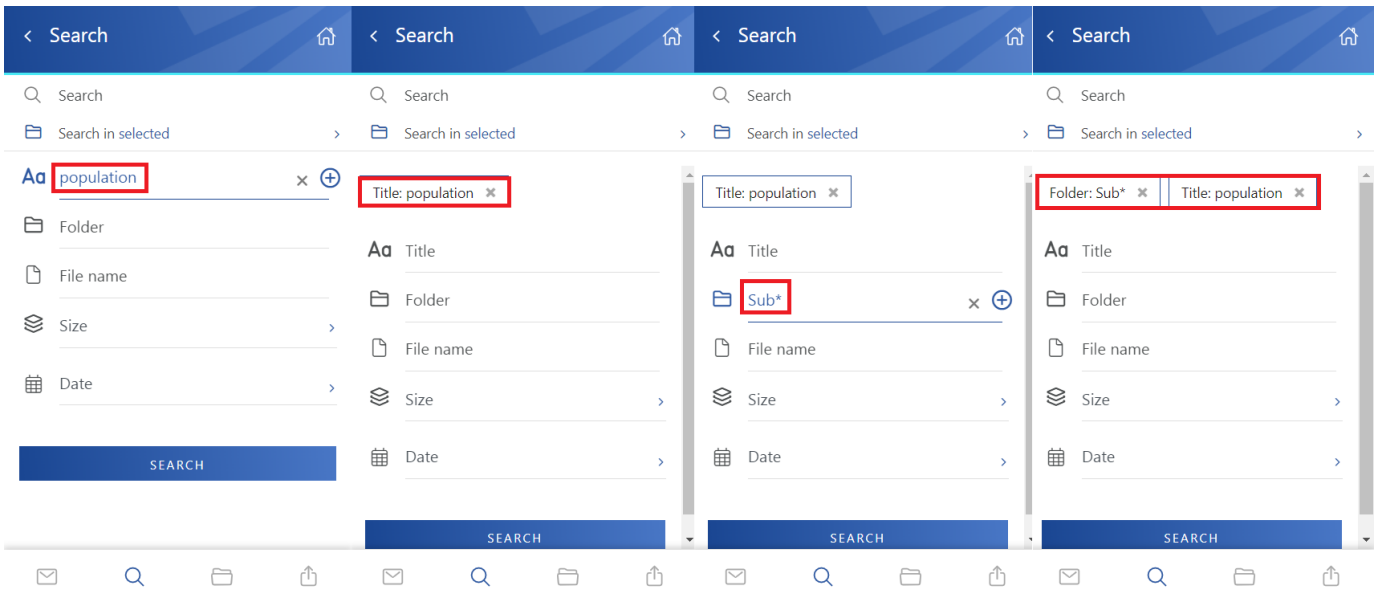 Search
Search
Search in selected
Aa population
Folder
File name
Size
Date
SEARCH
Search
Search
Search in selected
Title: population
Aa Title
Folder
File name
Size
Date
SEARCH
Search
Search
Search in selected
Title: population
Aa Title
Sub*
File name
Size
Date
SEARCH
Search
Search
Search in selected
Folder: Sub* Title: population
Aa Title
Folder
File name
Size
Date
SEARCH